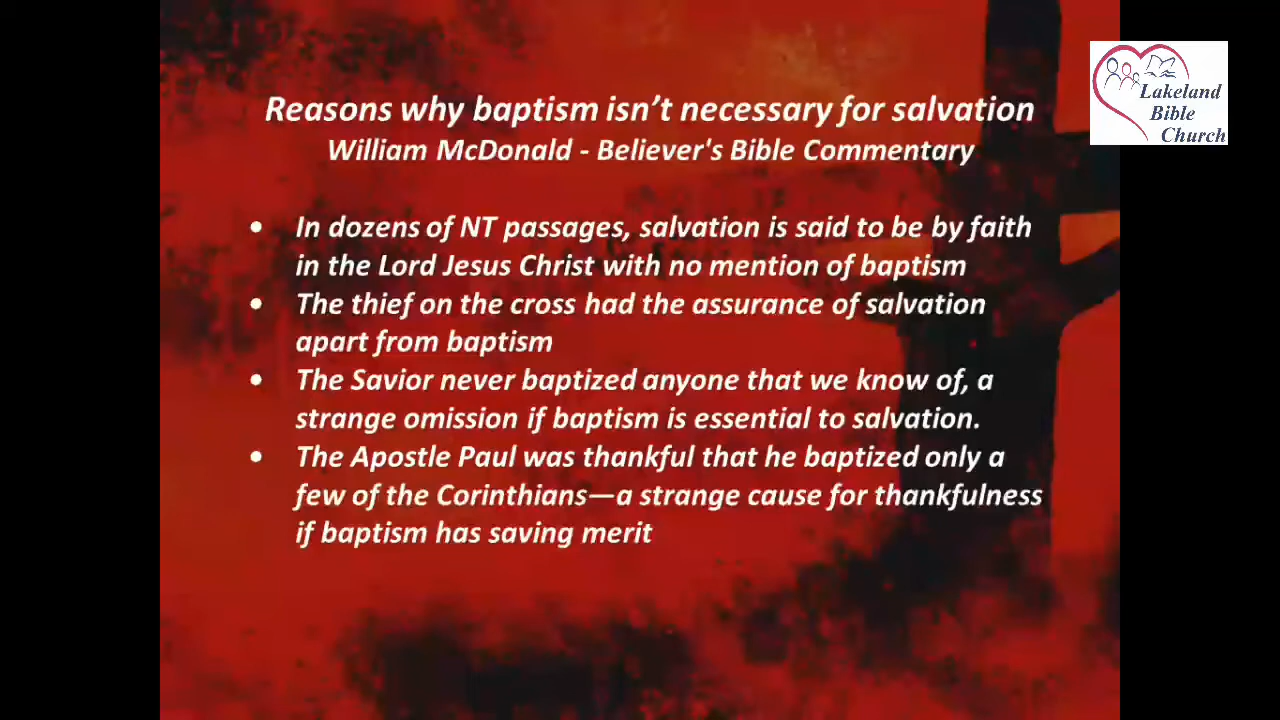 Reasons why baptism isn't necessary for salvation
William McDonald - Believer's Bible Commentary
• In dozens of NT passages, salvation is said to be by faith
in the Lord Jesus Christ with no mention of baptism
• The thief on the cross had the assurance of salvation
apart from baptism
• The Savior never baptized anyone that we know of, a
strange omission if baptism is essential to salvation.
• The Apostle Paul was thankful that he baptized only a
few of the Corinthians—a strange cause for thankfulness
if baptism has saving merit
Lakeland
Bible
Church